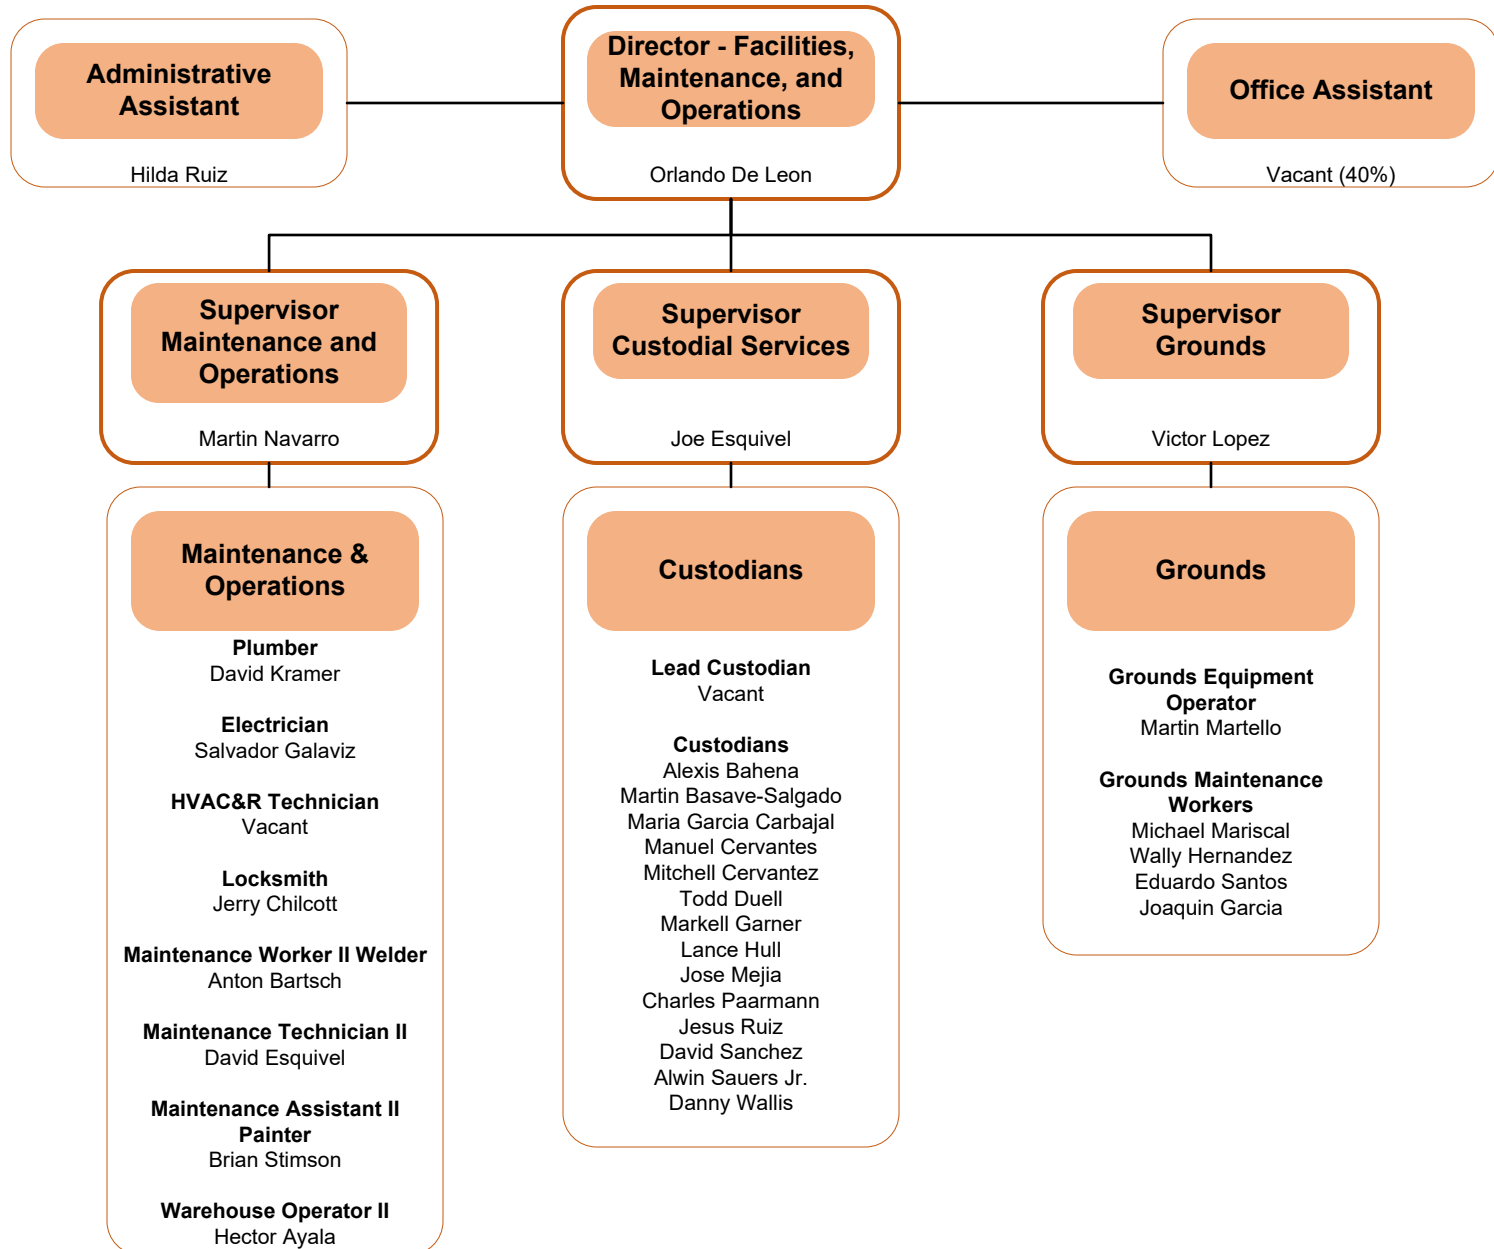 Administrative
Assistant
Hilda Ruiz
Director - Facilities,
Maintenance, and
Operations
Orlando De Leon
Office Assistant
Vacant (40%)
Supervisor
Maintenance and
Operations
Martin Navarro
Supervisor
Custodial Services
Joe Esquivel
Supervisor
Grounds
Victor Lopez
Maintenance &
Operations
Plumber
David Kramer
Electrician
Salvador Galaviz
HVAC&R Technician
Vacant
Locksmith
Jerry Chilcott
Maintenance Worker II Welder
Anton Bartsch
Maintenance Technician II
David Esquivel
Maintenance Assistant II
Painter
Brian Stimson
Warehouse Operator II
Hector Ayala
Custodians
Lead Custodian
Vacant
Custodians
Alexis Bahena
Martin Basave-Salgado
Maria Garcia Carbajal
Manuel Cervantes
Mitchell Cervantez
Todd Duell
Markell Garner
Lance Hull
Jose Mejia
Charles Paarmann
Jesus Ruiz
David Sanchez
Alwin Sauers Jr.
Danny Wallis
Grounds
Grounds Equipment
Operator
Martin Martello
Grounds Maintenance
Workers
Michael Mariscal
Wally Hernandez
Eduardo Santos
Joaquin Garcia